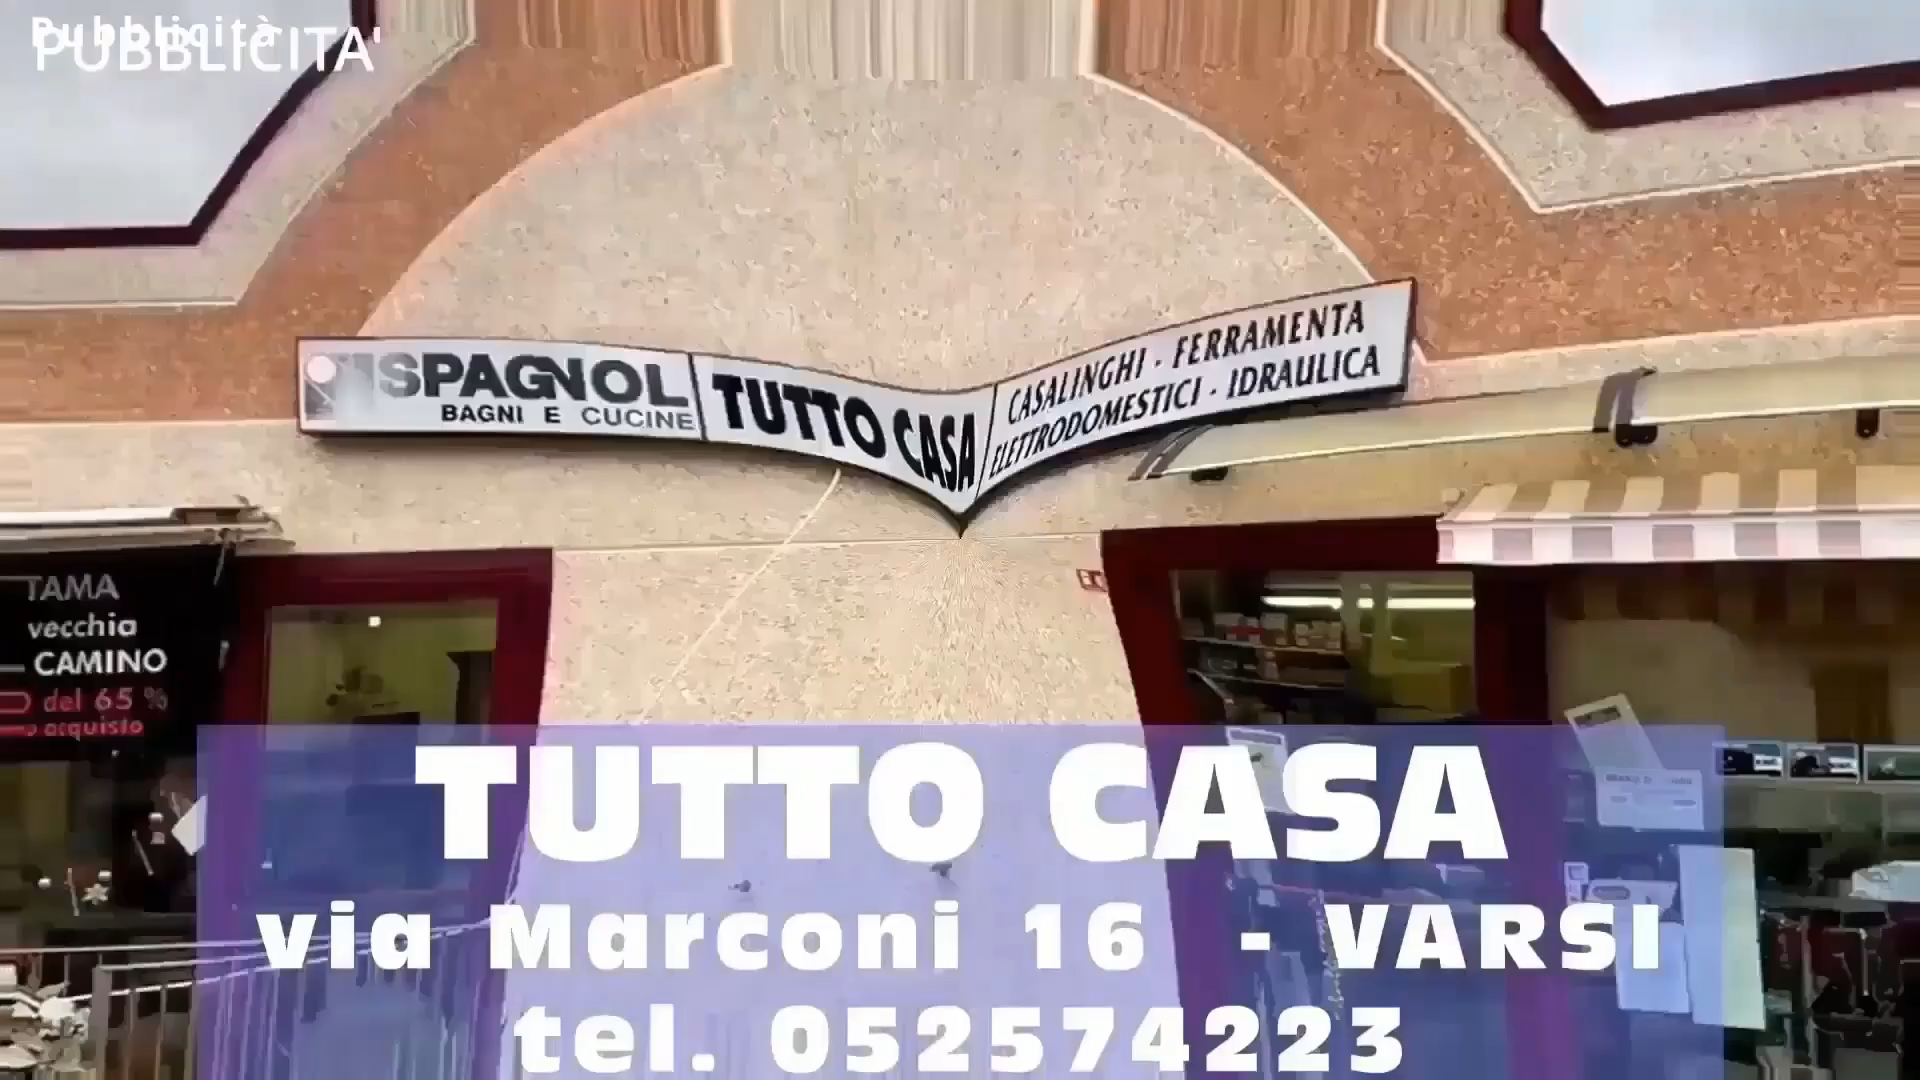 Pubblicità
PUBBLICITA'
SPAGNOL
BAGNI E CUCINE
TUTTO CASA
CASALINGHI - FERRAMENTA
ELETTRODOMESTICI - IDRAULICA
TAMA
vecchia
CAMINO
del 65 %
acquisto
TUTTO CASA
via Marconi 16 - VARSI
tel. 052574223